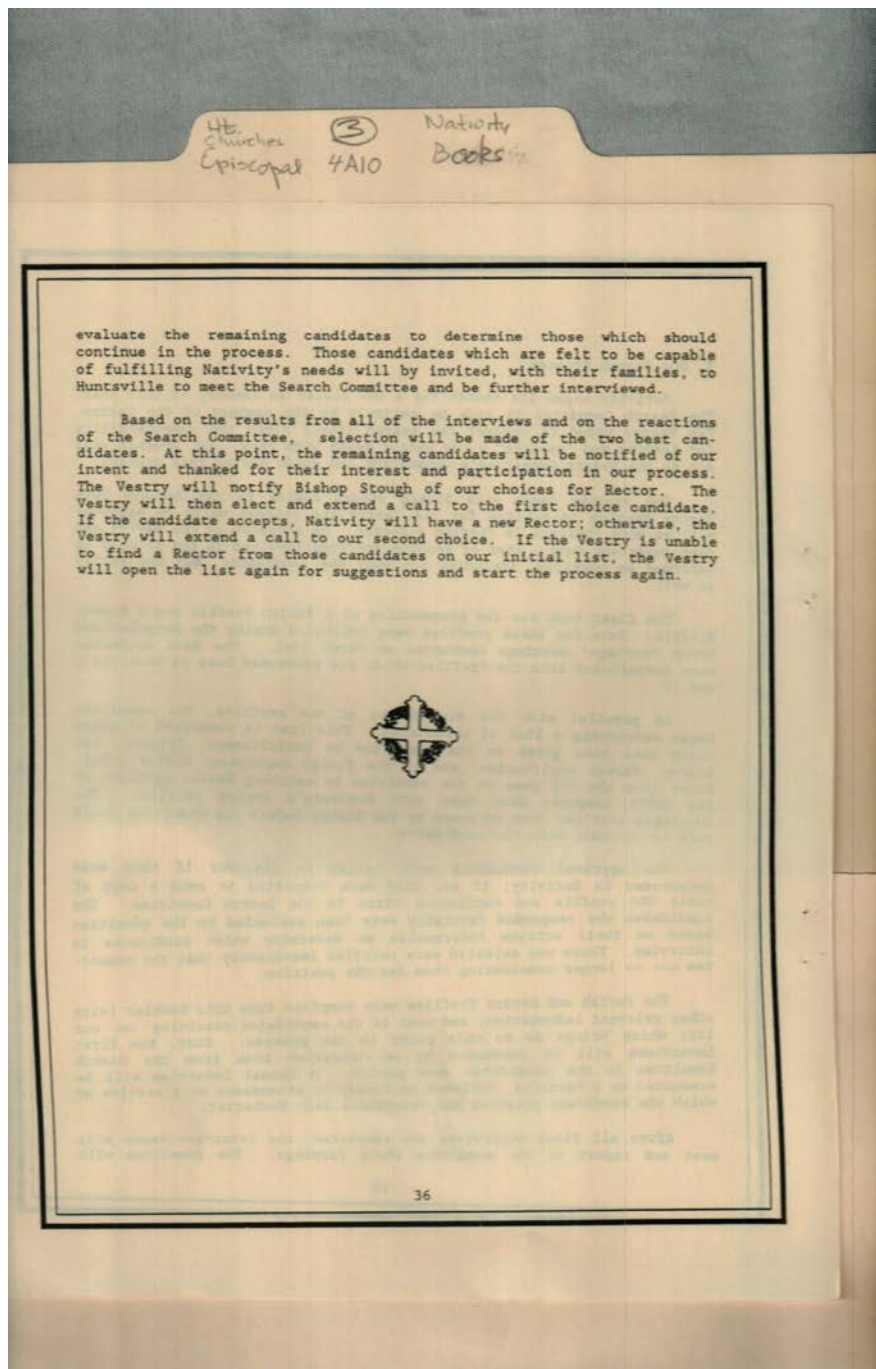 Churches
Episcopal
3
4A10
Nativity
Books
evaluate the remaining candidates to determine those which should
continue in the process. Those candidates which are felt to be capable
of fulfilling Nativity's needs will by invited, with their families, to
Huntsville to meet the Search Committee and be further interviewed.
Based on the results from all of the interviews and on the reactions
of the Search Committee, selection will be made of the two best can-
didates. At this point, the remaining candidates will be notified of our
intent and thanked for their interest and participation in our process.
The Vestry will notify Bishop Stough of our choices for Rector. The
Vestry will then elect and extend a call to the first choice candidate.
If the candidate accepts, Nativity will have a new Rector; otherwise, the
Vestry will extend a call to our second choice. If the Vestry is unable
to find a Rector from those candidates on our initial list, the Vestry
will open the list again for suggestions and start the process again.
36